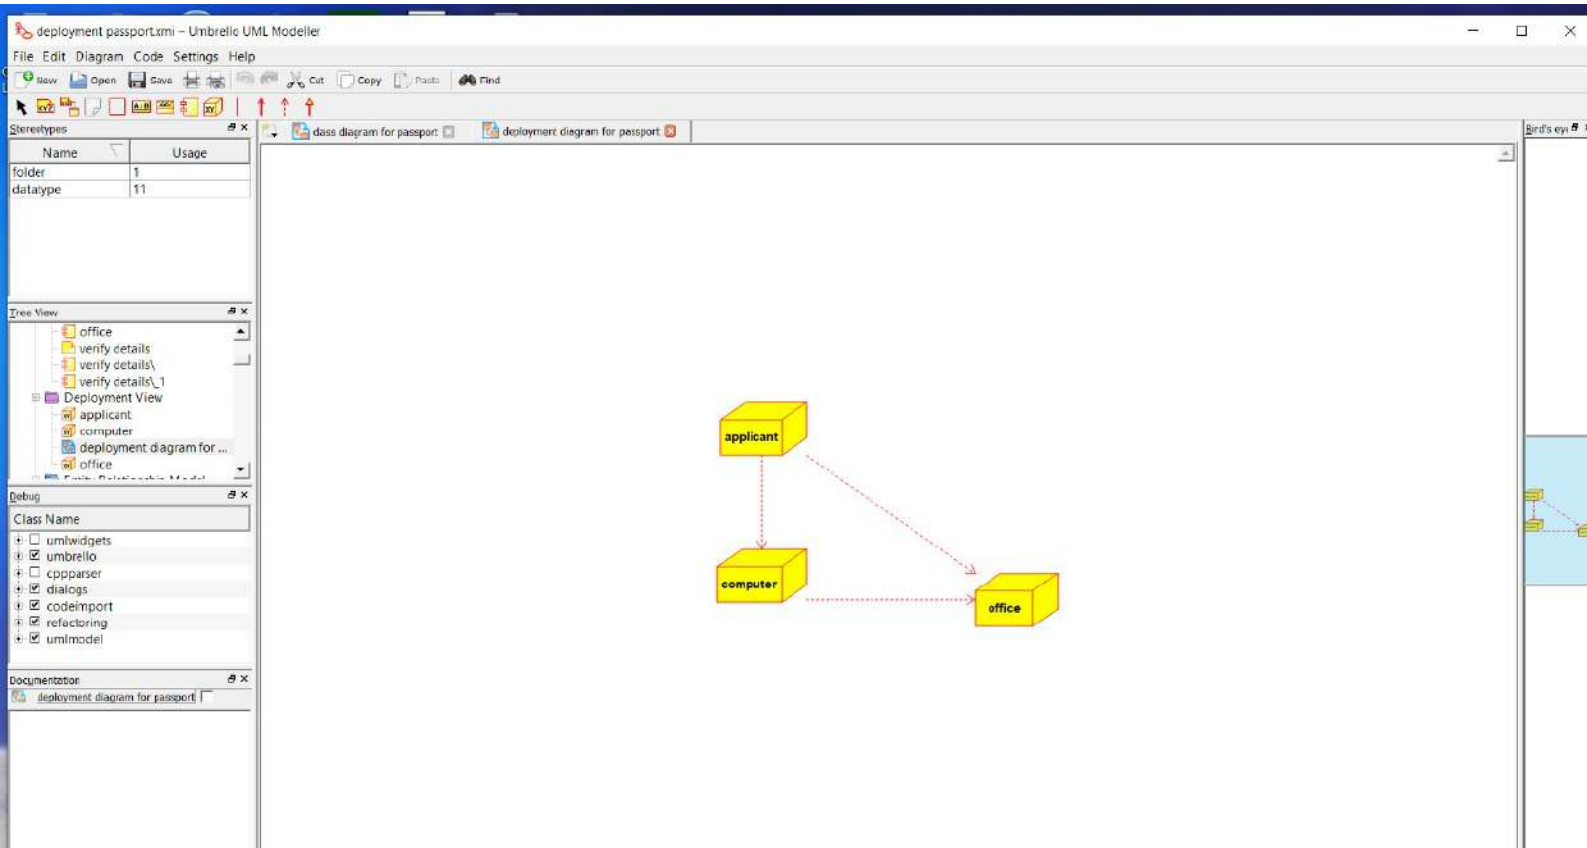 deployment passport.xmi – Umbrello UML Modeller
File Edit Diagram Code Settings Help
New Open Save Cut Copy Paste Find
Stereotypes
Name Usage
folder 1
datatype 11
class diagram for passport
deployment diagram for passport
Bird's eye
Tree View
office
verify details
verify details\
verify details\_1
Deployment View
applicant
computer
deployment diagram for ...
office
Debug
Class Name
umlwidgets
umbrello
cppparser
dialogs
codeimport
refactoring
umlmodel
Documentation
deployment diagram for passport
applicant
computer
office